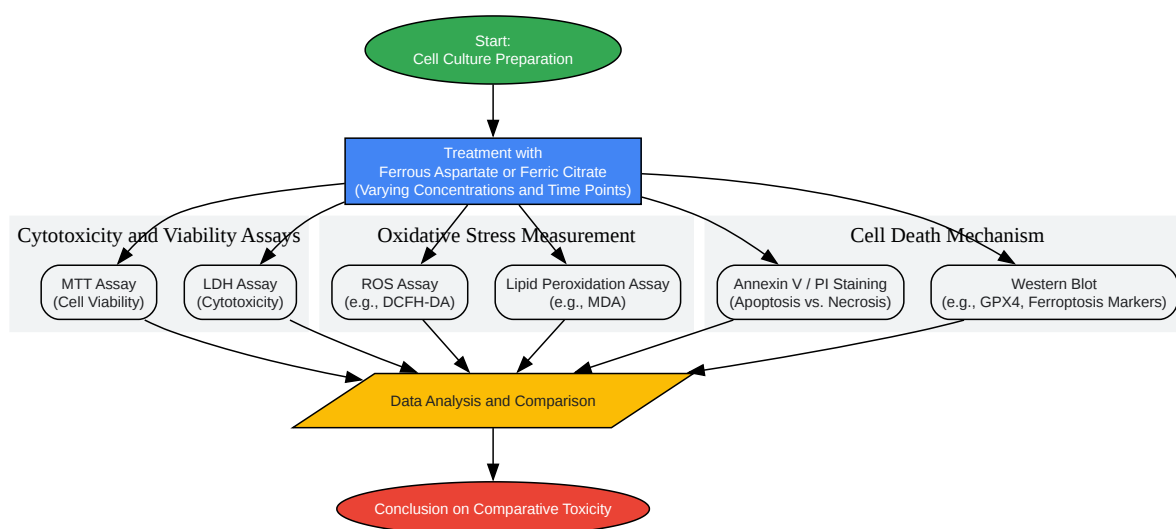 Start:
Cell Culture Preparation
Treatment with
Ferrous Aspartate or Ferric Citrate
(Varying Concentrations and Time Points)
Cytotoxicity and Viability Assays
MTT Assay
(Cell Viability)
LDH Assay
(Cytotoxicity)
Oxidative Stress Measurement
ROS Assay
(e.g., DCFH-DA)
Lipid Peroxidation Assay
(e.g., MDA)
Cell Death Mechanism
Annexin V / PI Staining
(Apoptosis vs. Necrosis)
Western Blot
(e.g., GPX4, Ferroptosis Markers)
Data Analysis and Comparison
Conclusion on Comparative Toxicity